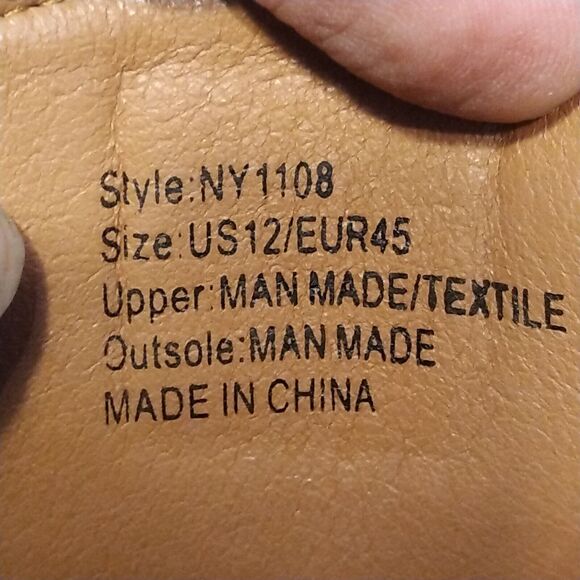 Style:NY1108
Size:US12/EUR45
Upper:MAN MADE/TEXTILE
Outsole:MAN MADE
MADE IN CHINA